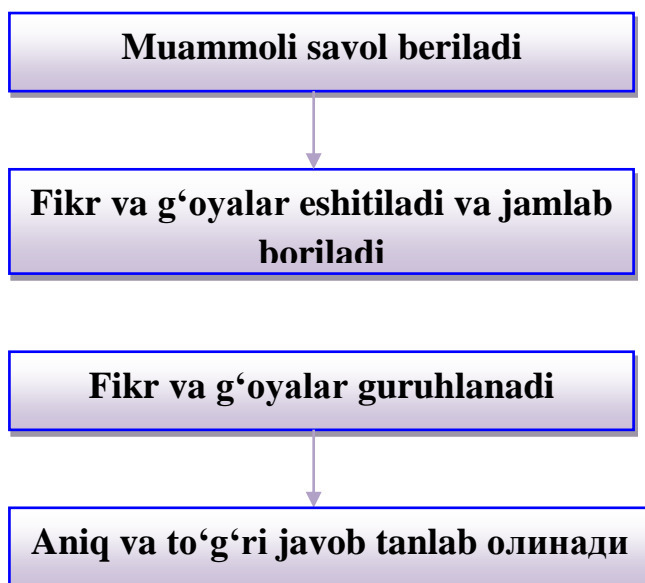 Muammoli savol beriladi
Fikr va g‘oyalar eshitiladi va jamlab
boriladi
Fikr va g‘oyalar guruhlanadi
Aniq va to‘g‘ri javob tanlab олинади